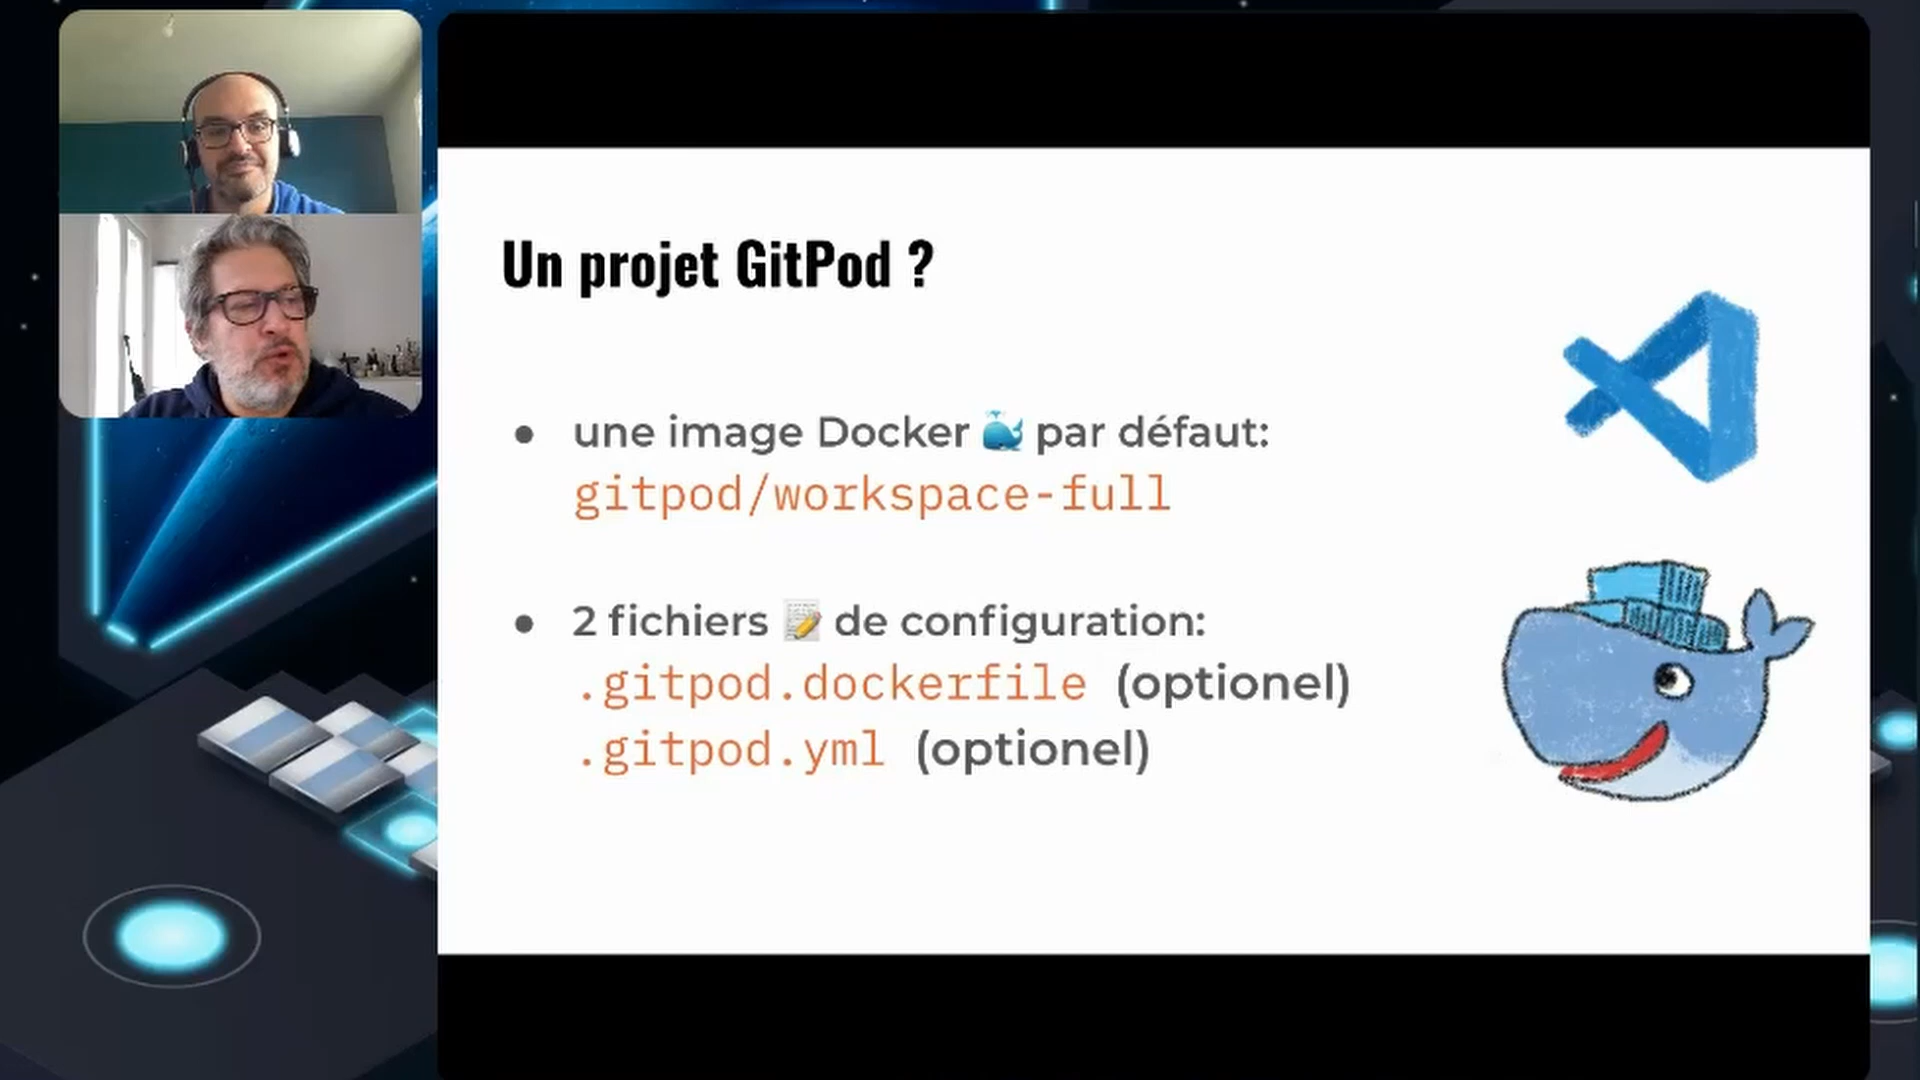 Un projet GitPod ?
● une image Docker 🐳 par défaut:
gitpod/workspace-full
● 2 fichiers 📝 de configuration:
.gitpod.dockerfile (optionel)
.gitpod.yml (optionel)